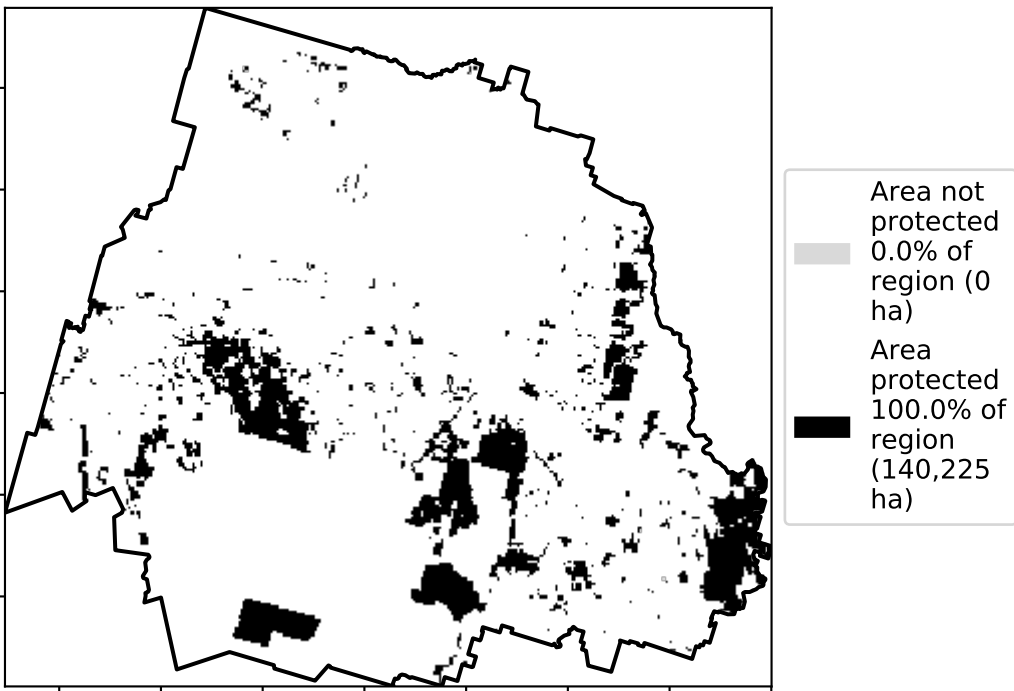 Area not
protected
0.0% of
region (0
ha)
Area
protected
100.0% of
region
(140,225
ha)